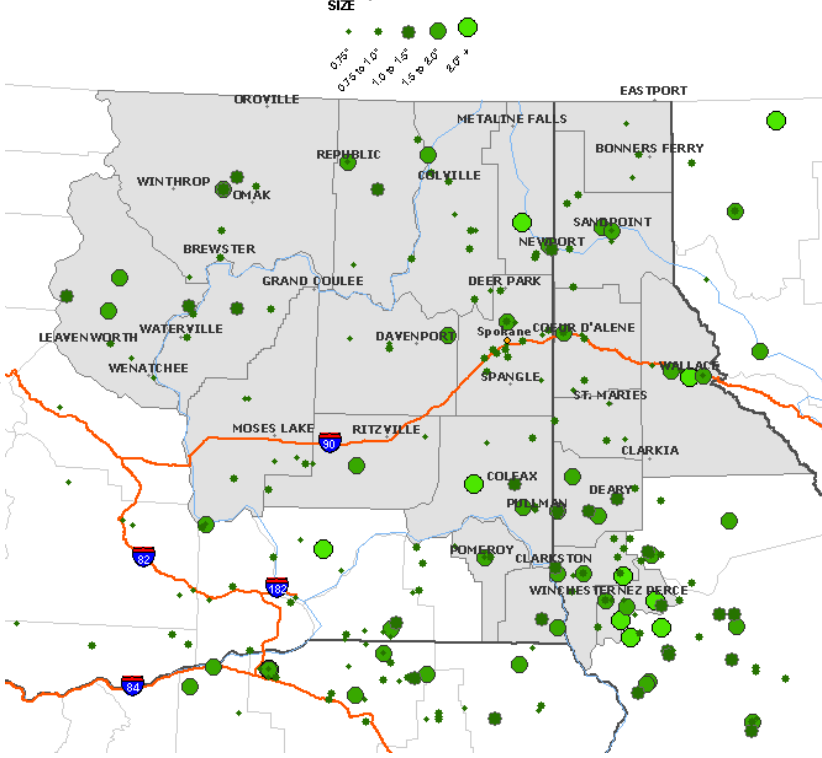 SIZE
0.75"
0.75 to 1.0"
1.0 to 1.5"
1.5 to 2.0"
2.0" +
EASTPORT
OROVILLE
METALINE FALLS
BONNERS FERRY
REPUBLIC
COLVILLE
WINTHROP
OMAK
SANDPOINT
NEWPORT
BREWSTER
GRAND COULEE
DEER PARK
LEAVENWORTH
WATERVILLE
DAVENPORT
Spokane
COEUR D'ALENE
WENATCHEE
SPANGLE
WALLACE
ST. MARIES
MOSES LAKE
RITZVILLE
90
CLARKIA
COLFAX
DEARY
PULLMAN
82
POMEROY
CLARKSTON
182
WINCHESTER
NEZ PERCE
84